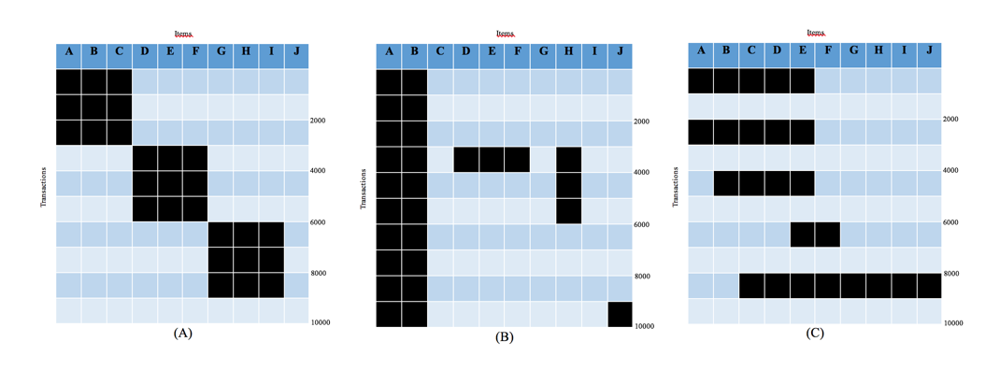 Items
A B C D E F G H I J
2000
4000
6000
8000
10000
Transactions
(A)
Items
A B C D E F G H I J
2000
4000
6000
8000
10000
Transactions
(B)
Items
A B C D E F G H I J
2000
4000
6000
8000
10000
Transactions
(C)